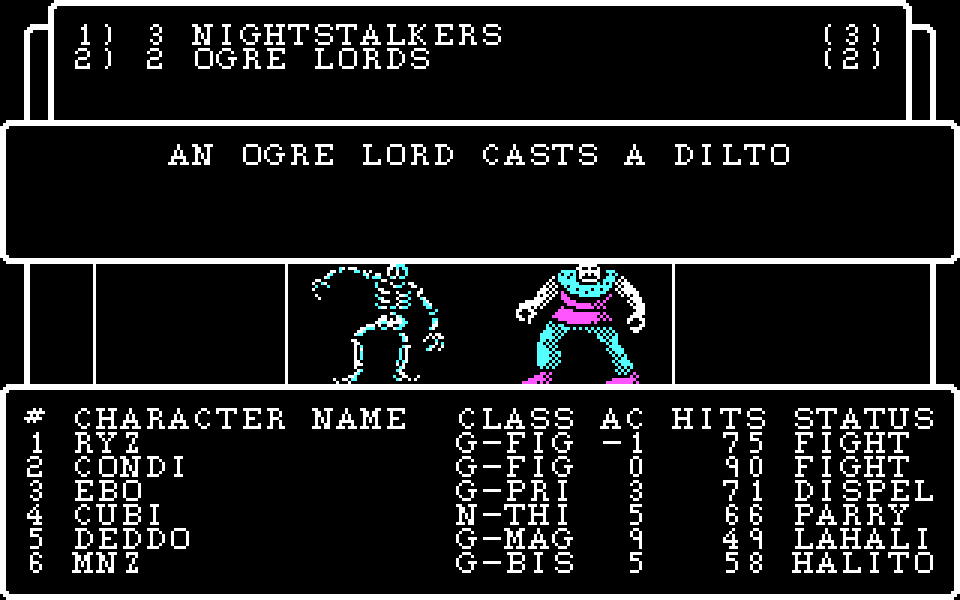 1) 3 NIGHTSTALKERS (3)
2) 2 OGRE LORDS (2)
AN OGRE LORD CASTS A DILTO
# CHARACTER NAME CLASS AC HITS STATUS
1 RYZ G-FIG -1 75 FIGHT
2 CONDI G-FIG 0 90 FIGHT
3 EBO G-PRI 3 71 DISPEL
4 CUBI N-THI 5 66 PARRY
5 DEDDO G-MAG 9 49 LAHALI
6 MNZ G-BIS 5 58 HALITO